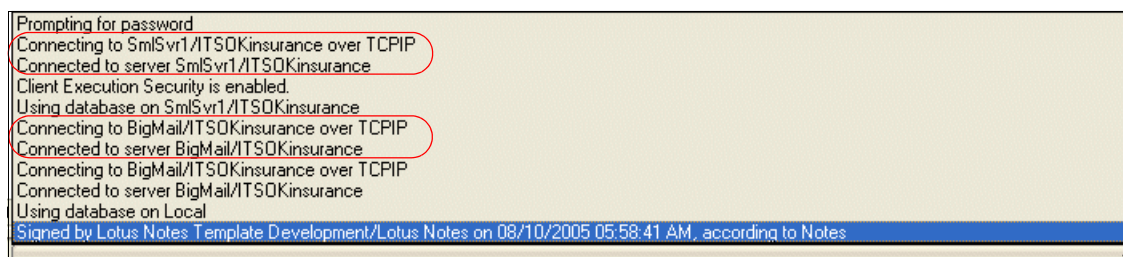 Prompting for password
Connecting to SmlSvr1/ITSOKinsurance over TCPIP
Connected to server SmlSvr1/ITSOKinsurance
Client Execution Security is enabled.
Using database on SmlSvr1/ITSOKinsurance
Connecting to BigMail/ITSOKinsurance over TCPIP
Connected to server BigMail/ITSOKinsurance
Connecting to BigMail/ITSOKinsurance over TCPIP
Connected to server BigMail/ITSOKinsurance
Using database on Local
Signed by Lotus Notes Template Development/Lotus Notes on 08/10/2005 05:58:41 AM, according to Notes